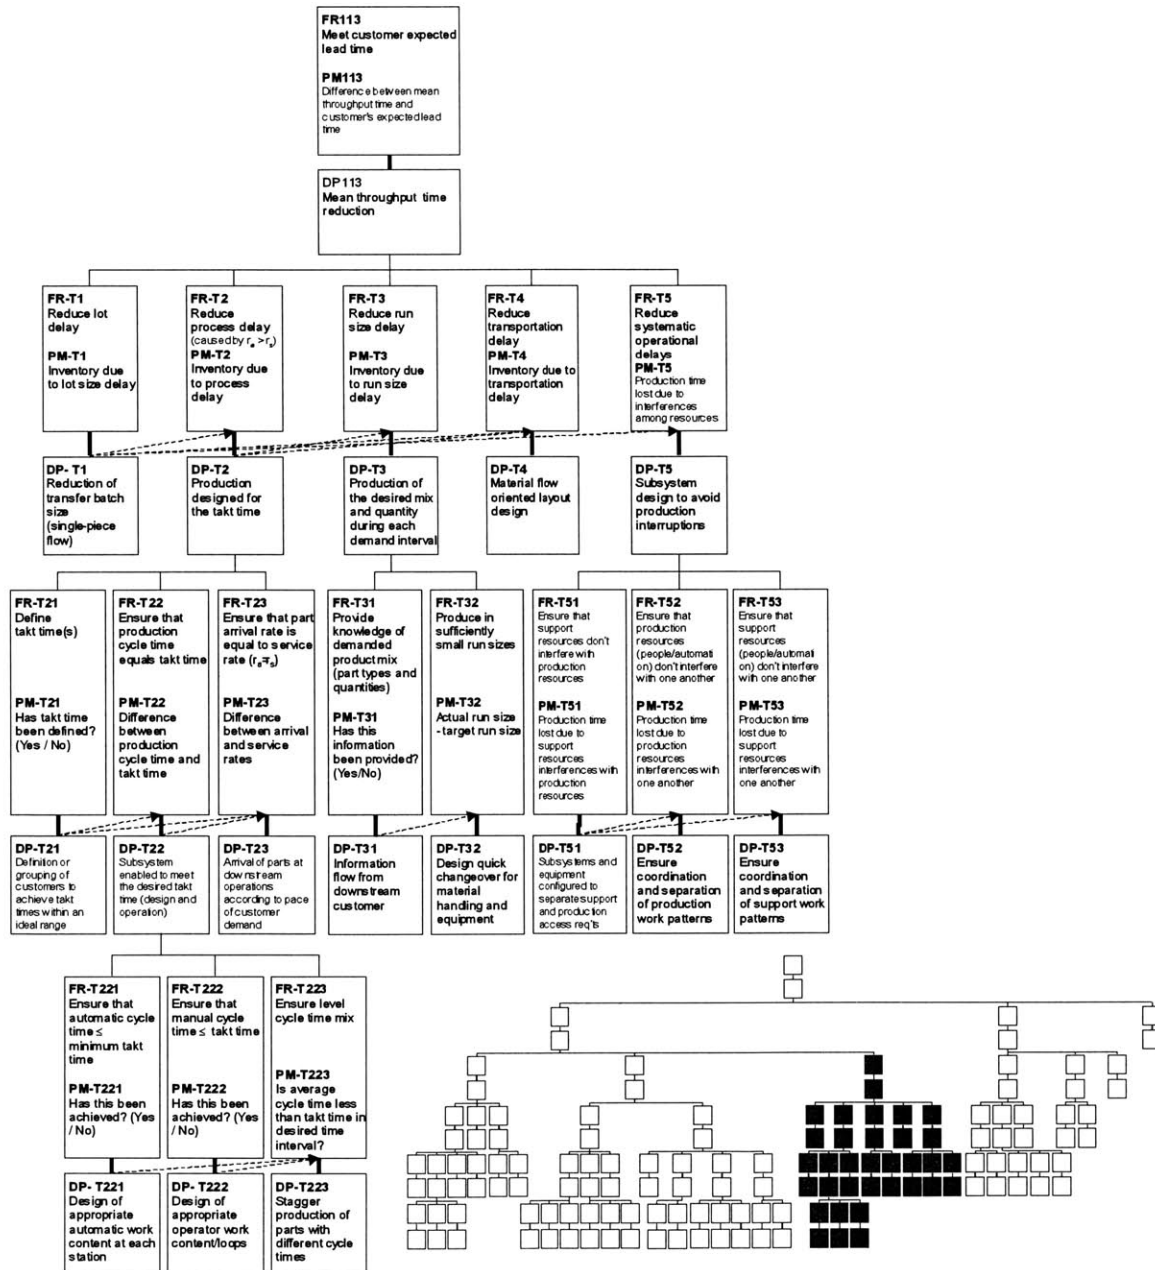 FR113
Meet customer expected
lead time
PM113
Difference between mean
throughput time and
customer's expected lead
time
DP113
Mean throughput time
reduction
FR-T1
Reduce lot
delay
PM-T1
Inventory due
to lot size delay
FR-T2
Reduce
process delay
(caused by ra > rs)
PM-T2
Inventory due
to process
delay
FR-T3
Reduce run
size delay
PM-T3
Inventory due
to run size
delay
FR-T4
Reduce
transportation
delay
PM-T4
Inventory due to
transportation
delay
FR-T5
Reduce
systematic
operational
delays
PM-T5
Production time
lost due to
interferences
among resources
DP- T1
Reduction of
transfer batch
size
(single-piece
flow)
DP-T2
Production
designed for
the takt time
DP-T3
Production of
the desired mix
and quantity
during each
demand interval
DP-T4
Material flow
oriented layout
design
DP-T5
Subsystem
design to avoid
production
interruptions
FR-T21
Define
takt time(s)
PM-T21
Has takt time
been defined?
(Yes / No)
FR-T22
Ensure that
production
cycle time
equals takt time
PM-T22
Difference
between
production
cycle time and
takt time
FR-T23
Ensure that part
arrival rate is
equal to service
rate (ra=rs)
PM-T23
Difference
between arrival
and service
rates
FR-T31
Provide
knowledge of
demanded
product mix
(part types and
quantities)
PM-T31
Has this
information
been provided?
(Yes/No)
FR-T32
Produce in
sufficiently
small run sizes
PM-T32
Actual run size
- target run size
FR-T51
Ensure that
support
resources don't
interfere with
production
resources
PM-T51
Production time
lost due to
support
resources
interferences with
production
resources
FR-T52
Ensure that
production
resources
(people/automati
on) don't interfere
with one another
PM-T52
Production time
lost due to
production
resources
interferences with
one another
FR-T53
Ensure that
support
resources
(people/automati
on) don't interfere
with one another
PM-T53
Production time
lost due to
support
resources
interferences with
one another
DP-T21
Definition or
grouping of
customers to
achieve takt
times within an
ideal range
DP-T22
Subsystem
enabled to meet
the desired takt
time (design and
operation)
DP-T23
Arrival of parts at
downstream
operations
according to pace
of customer
demand
DP-T31
Information
flow from
downstream
customer
DP-T32
Design quick
changeover for
material
handling and
equipment
DP-T51
Subsystems and
equipment
configured to
separate support
and production
access req'ts
DP-T52
Ensure
coordination
and separation
of production
work patterns
DP-T53
Ensure
coordination
and separation
of support work
patterns
FR-T221
Ensure that
automatic cycle
time ≤
minimum takt
time
PM-T221
Has this been
achieved? (Yes
/ No)
FR-T222
Ensure that
manual cycle
time ≤ takt time
PM-T222
Has this been
achieved? (Yes
/ No)
FR-T223
Ensure level
cycle time mix
PM-T223
Is average
cycle time less
than takt time in
desired time
interval?
DP- T221
Design of
appropriate
automatic work
content at each
station
DP- T222
Design of
appropriate
operator work
content/loops
DP-T223
Stagger
production of
parts with
different cycle
times